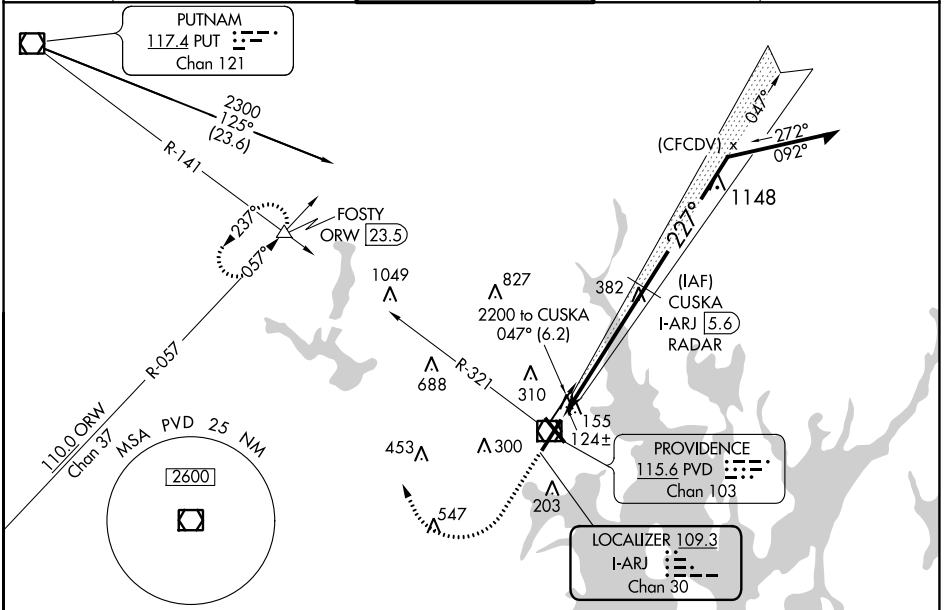 PUTNAM
117.4 PUT
Chan 121
2300
125°
(23.6)
R-141
047°
272°
092°
(CFCDV) x
1148
227°
237°
057°
FOSTY
ORW 23.5
1049
827
382
(IAF)
CUSKA
I-ARJ 5.6
RADAR
2200 to CUSKA
047° (6.2)
R-057
R-321
688
310
110.0 ORW
Chan 37
155
124±
MSA PVD 25 NM
2600
453
300
PROVIDENCE
115.6 PVD
Chan 103
203
547
LOCALIZER 109.3
I-ARJ
Chan 30